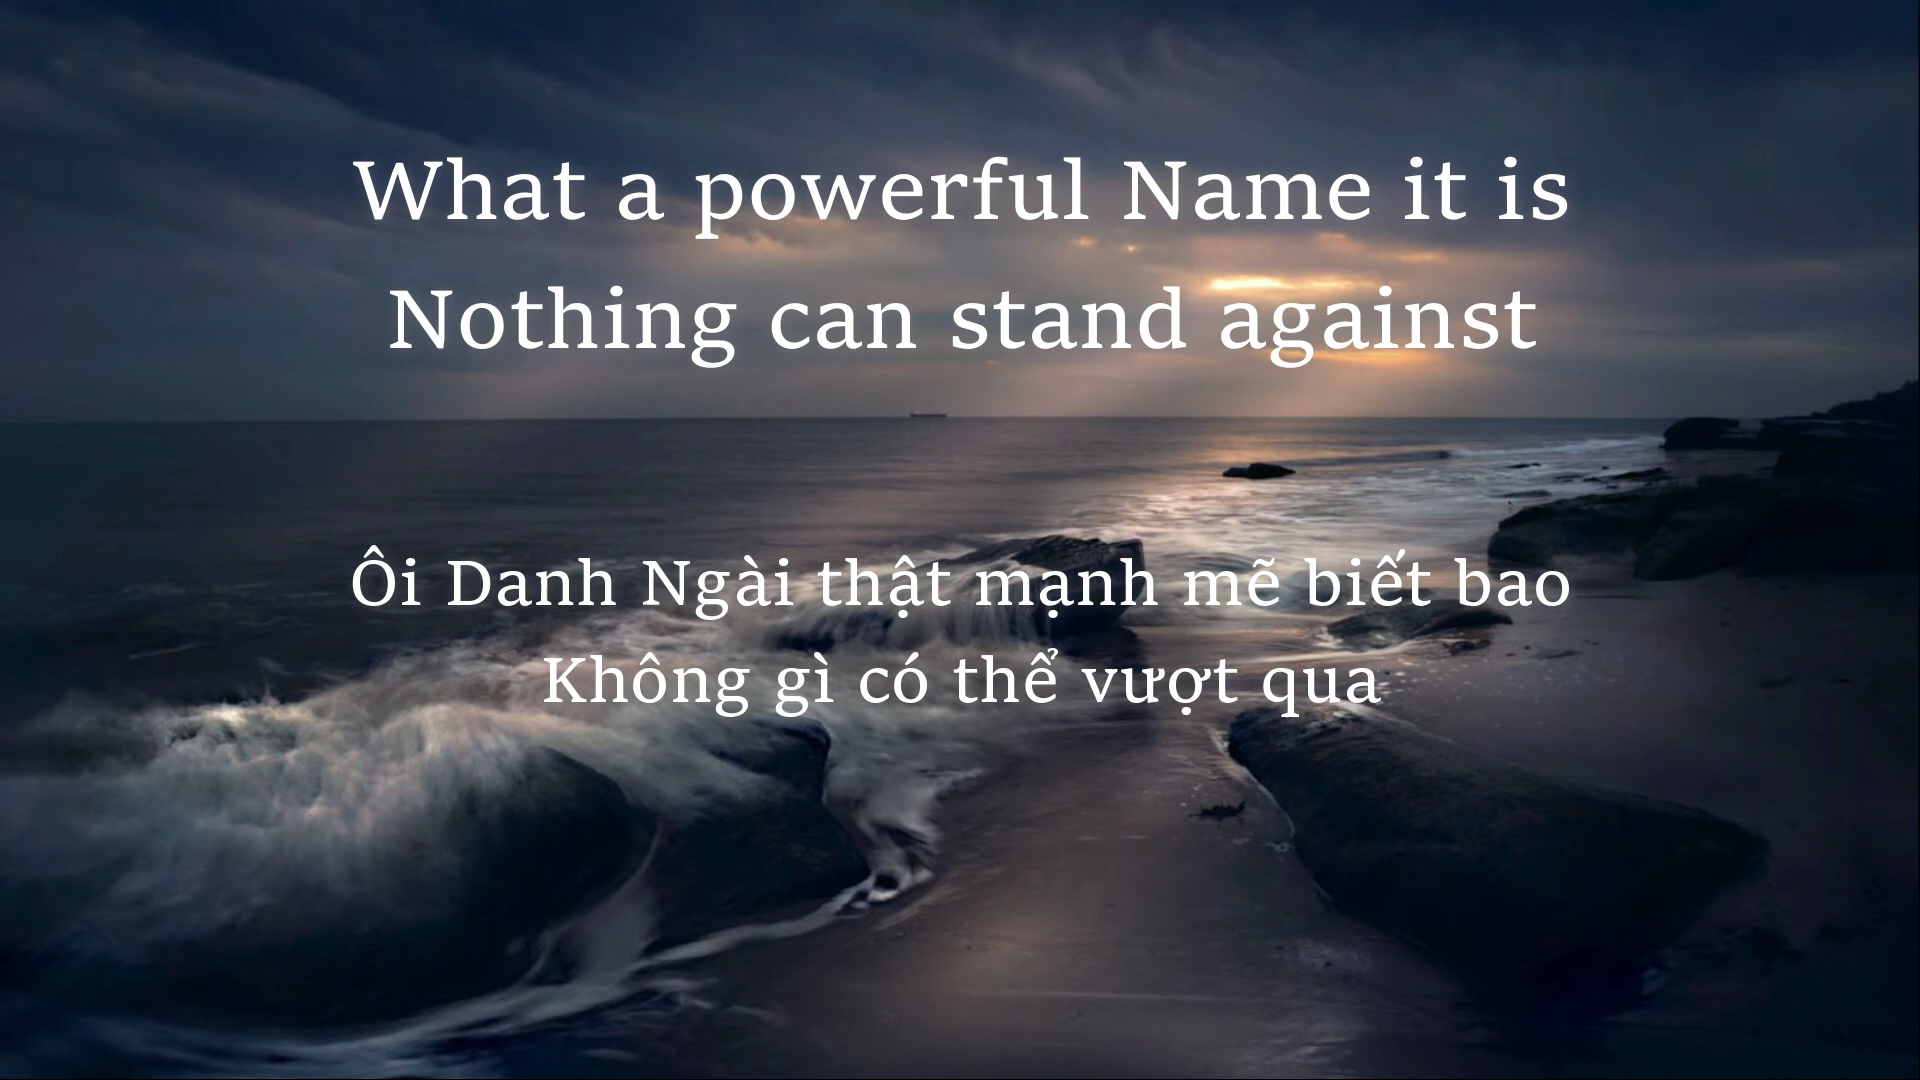 What a powerful Name it is
Nothing can stand against
Ôi Danh Ngài thật mạnh mẽ biết bao
Không gì có thể vượt qua